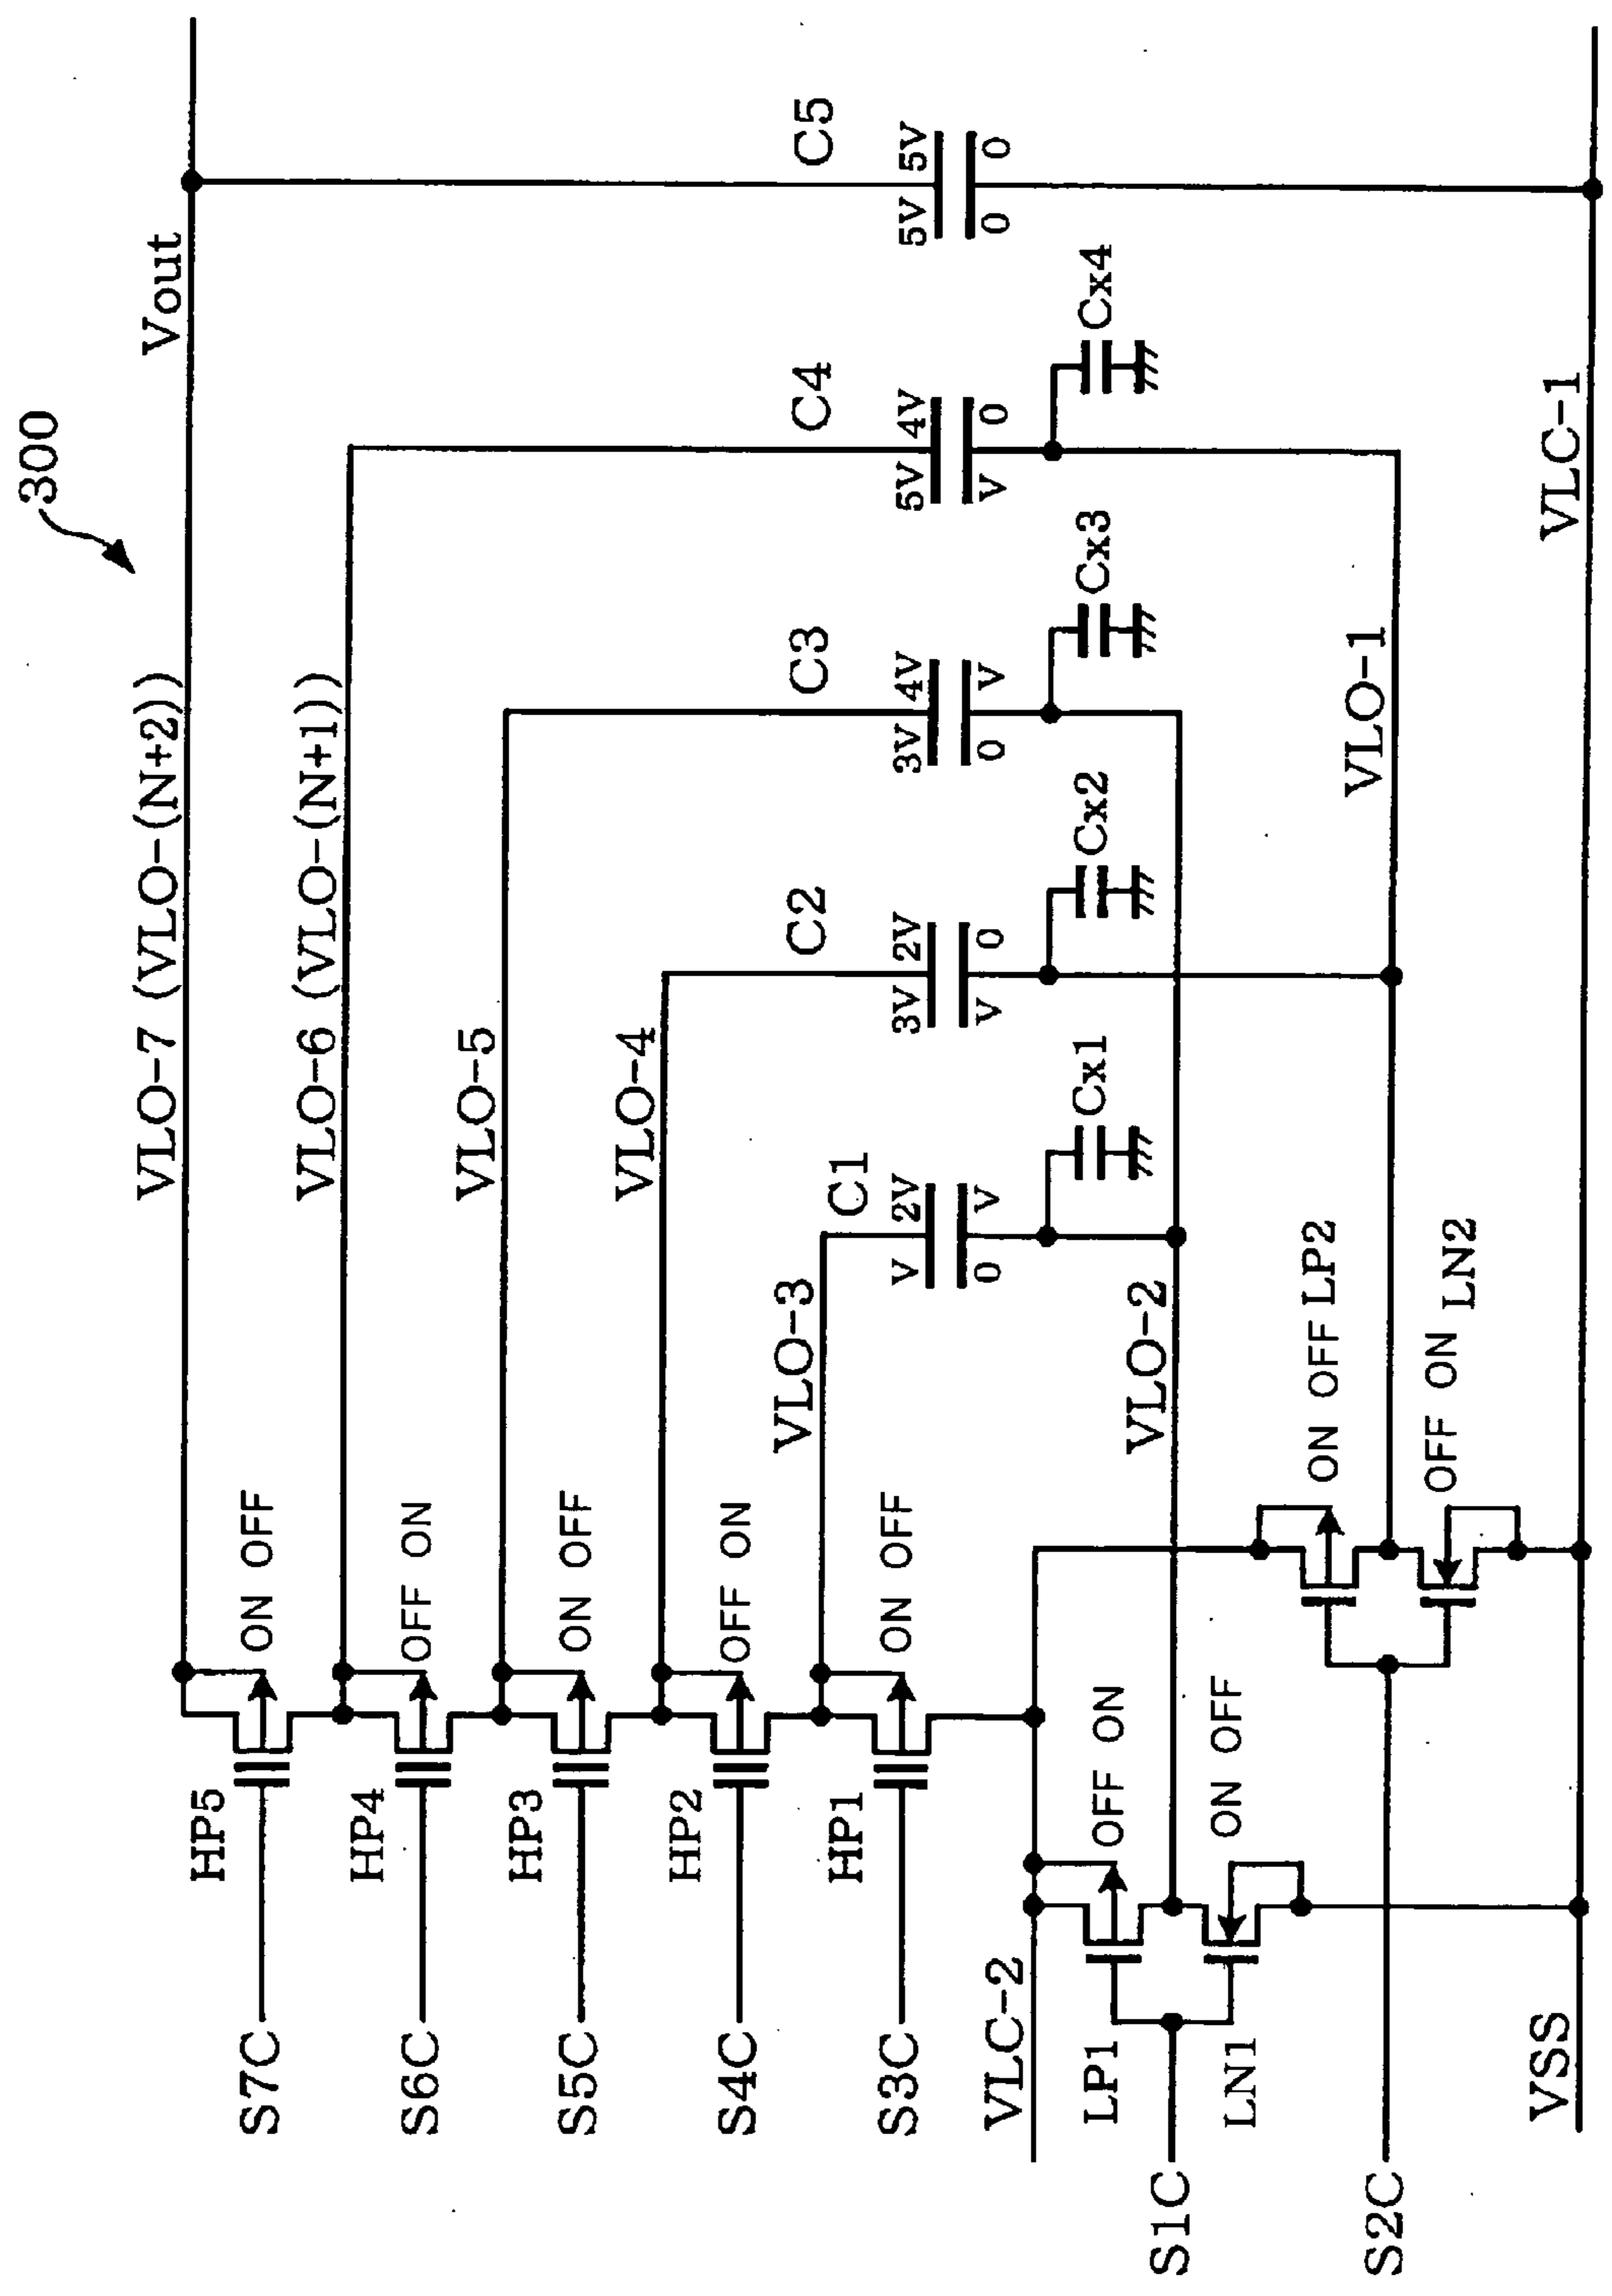 300
VLO-7 (VLO-(N+2))
Vout
VLO-6 (VLO-(N+1))
VLO-5
VLO-4
VLO-3
VLO-2
VLO-1
VLC-1
C1
V 2V
0 V
Cx1
C2
3V 2V
V 0
Cx2
C3
3V 4V
0 V
Cx3
C4
5V 4V
V 0
Cx4
C5
5V 5V
0 0
S7C
HP5
ON OFF
S6C
HP4
OFF ON
S5C
HP3
ON OFF
S4C
HP2
OFF ON
S3C
HP1
ON OFF
VLC-2
LP1
OFF ON
S1C
LN1
ON OFF
ON OFF LP2
OFF ON LN2
S2C
VSS